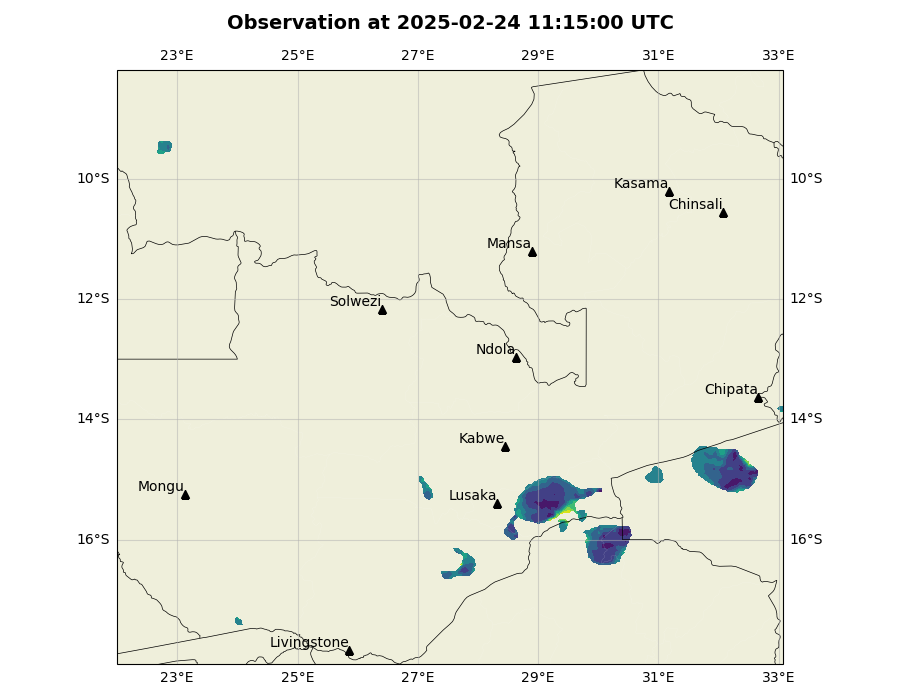 Observation at 2025-02-24 11:15:00 UTC
23°E 25°E 27°E 29°E 31°E 33°E
10°S 10°S
Kasama
Chinsali
Mansa
12°S 12°S
Solwezi
Ndola
Chipata
14°S 14°S
Kabwe
Mongu
Lusaka
16°S 16°S
Livingstone
23°E 25°E 27°E 29°E 31°E 33°E